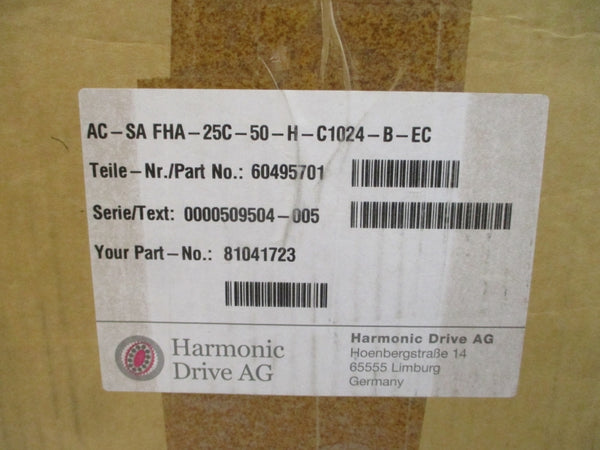 AC-SA FHA-25C-50-H-C1024-B-EC
Teile-Nr./Part No.: 60495701
Serie/Text: 0000509504-005
Your Part-No.: 81041723
Harmonic
Drive AG
Harmonic Drive AG
Hoenbergstraße 14
65555 Limburg
Germany